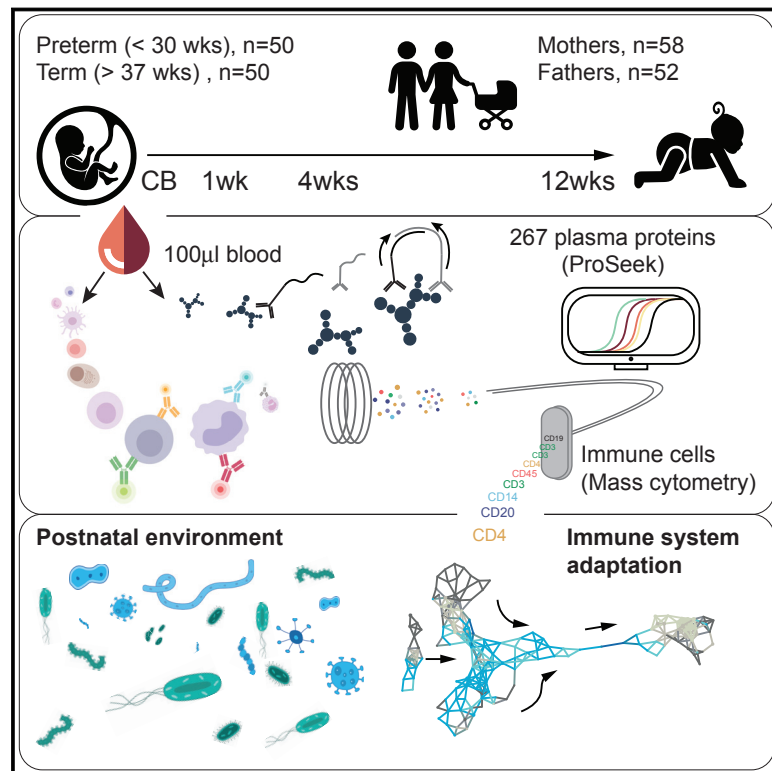 Preterm (< 30 wks), n=50
Term (> 37 wks) , n=50
Mothers, n=58
Fathers, n=52
CB 1wk 4wks 12wks
100µl blood
267 plasma proteins
(ProSeek)
CD19
CD3
CD3
CD4
CD45
CD3
CD14
CD20
CD4
Immune cells
(Mass cytometry)
Postnatal environment
Immune system
adaptation